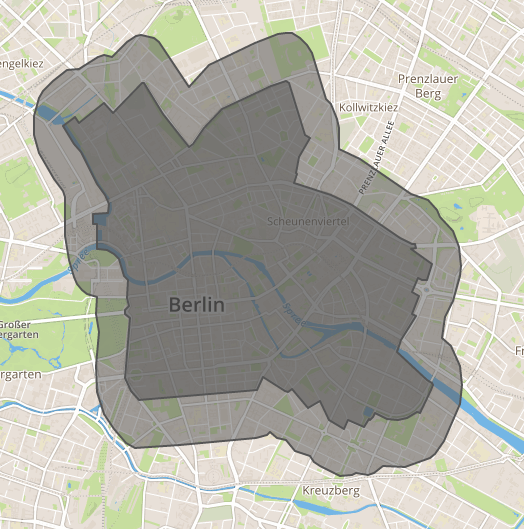 engelkiez
Prenzlauer
Berg
Kollwitzkiez
PRENZLAUER ALLEE
Scheunenviertel
Spree
Berlin
Spree
Großer
ergarten
rgarten
Fr
Kreuzberg